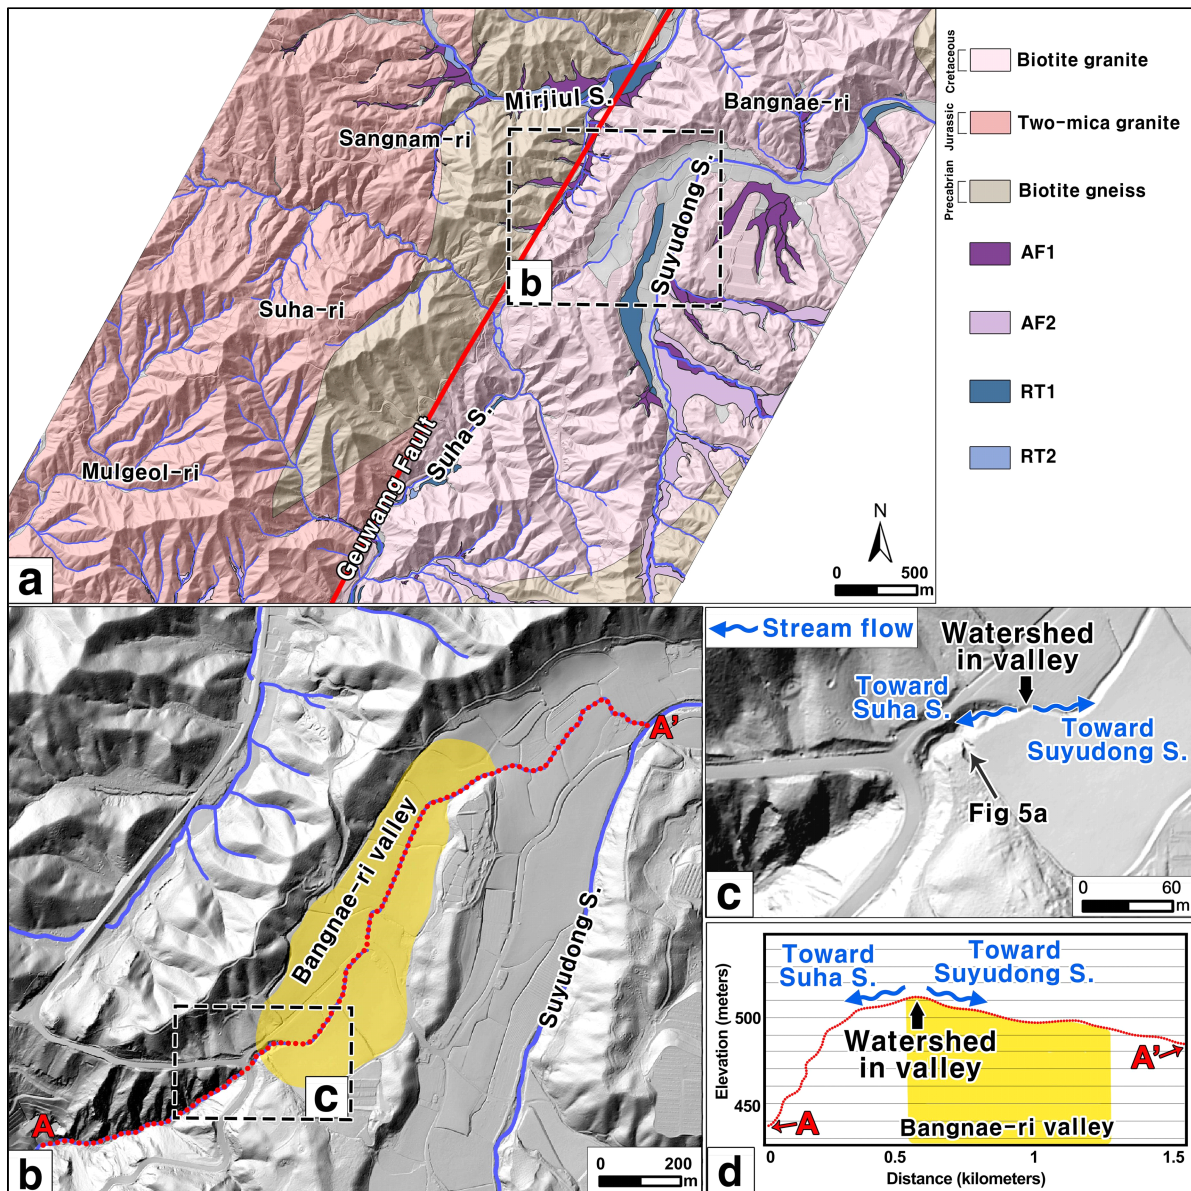 Mirjiul S.
Bangnae-ri
Sangnam-ri
Suyudong S.
b
Suha-ri
Suha S.
Mulgeol-ri
Geuwamg Fault
N
0 500
m
a
Cretaceous
Biotite granite
Jurassic
Two-mica granite
Precabrian
Biotite gneiss
AF1
AF2
RT1
RT2
A'
Bangnae-ri valley
Suyudong S.
c
A
0 200
m
b
Stream flow
Watershed
in valley
Toward
Suha S.
Toward
Suyudong S.
Fig 5a
0 60
m
c
Toward
Suha S.
Toward
Suyudong S.
Elevation (meters)
500
450
Watershed
in valley
A'
A
Bangnae-ri valley
0 0.5 1 1.5
Distance (kilometers)
d